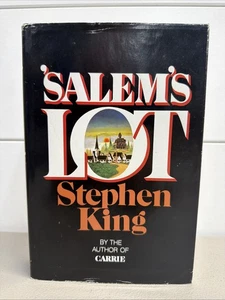 'SALEM'S
LOT
Stephen
King
BY THE
AUTHOR OF
CARRIE